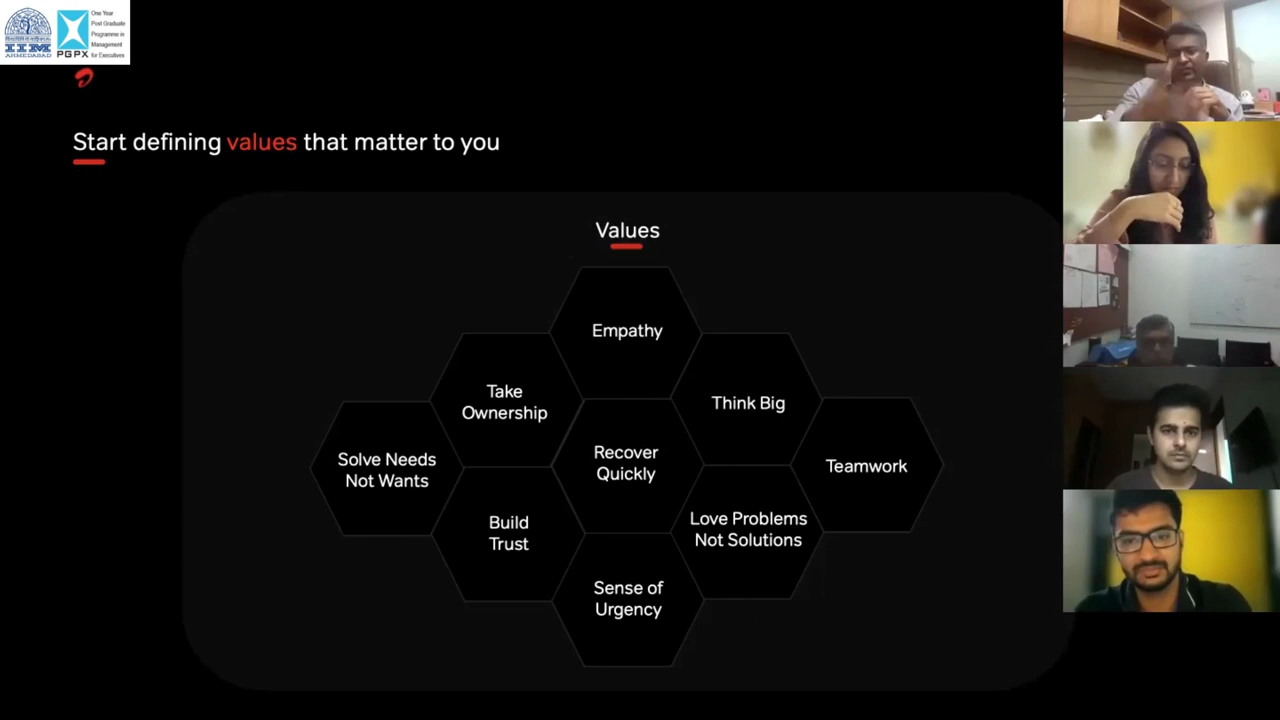 IIM
AHMEDABAD
PGPX
One Year
Post Graduate
Programme in
Management
for Executives
Start defining values that matter to you
Values
Empathy
Take
Ownership
Think Big
Solve Needs
Not Wants
Recover
Quickly
Teamwork
Build
Trust
Love Problems
Not Solutions
Sense of
Urgency